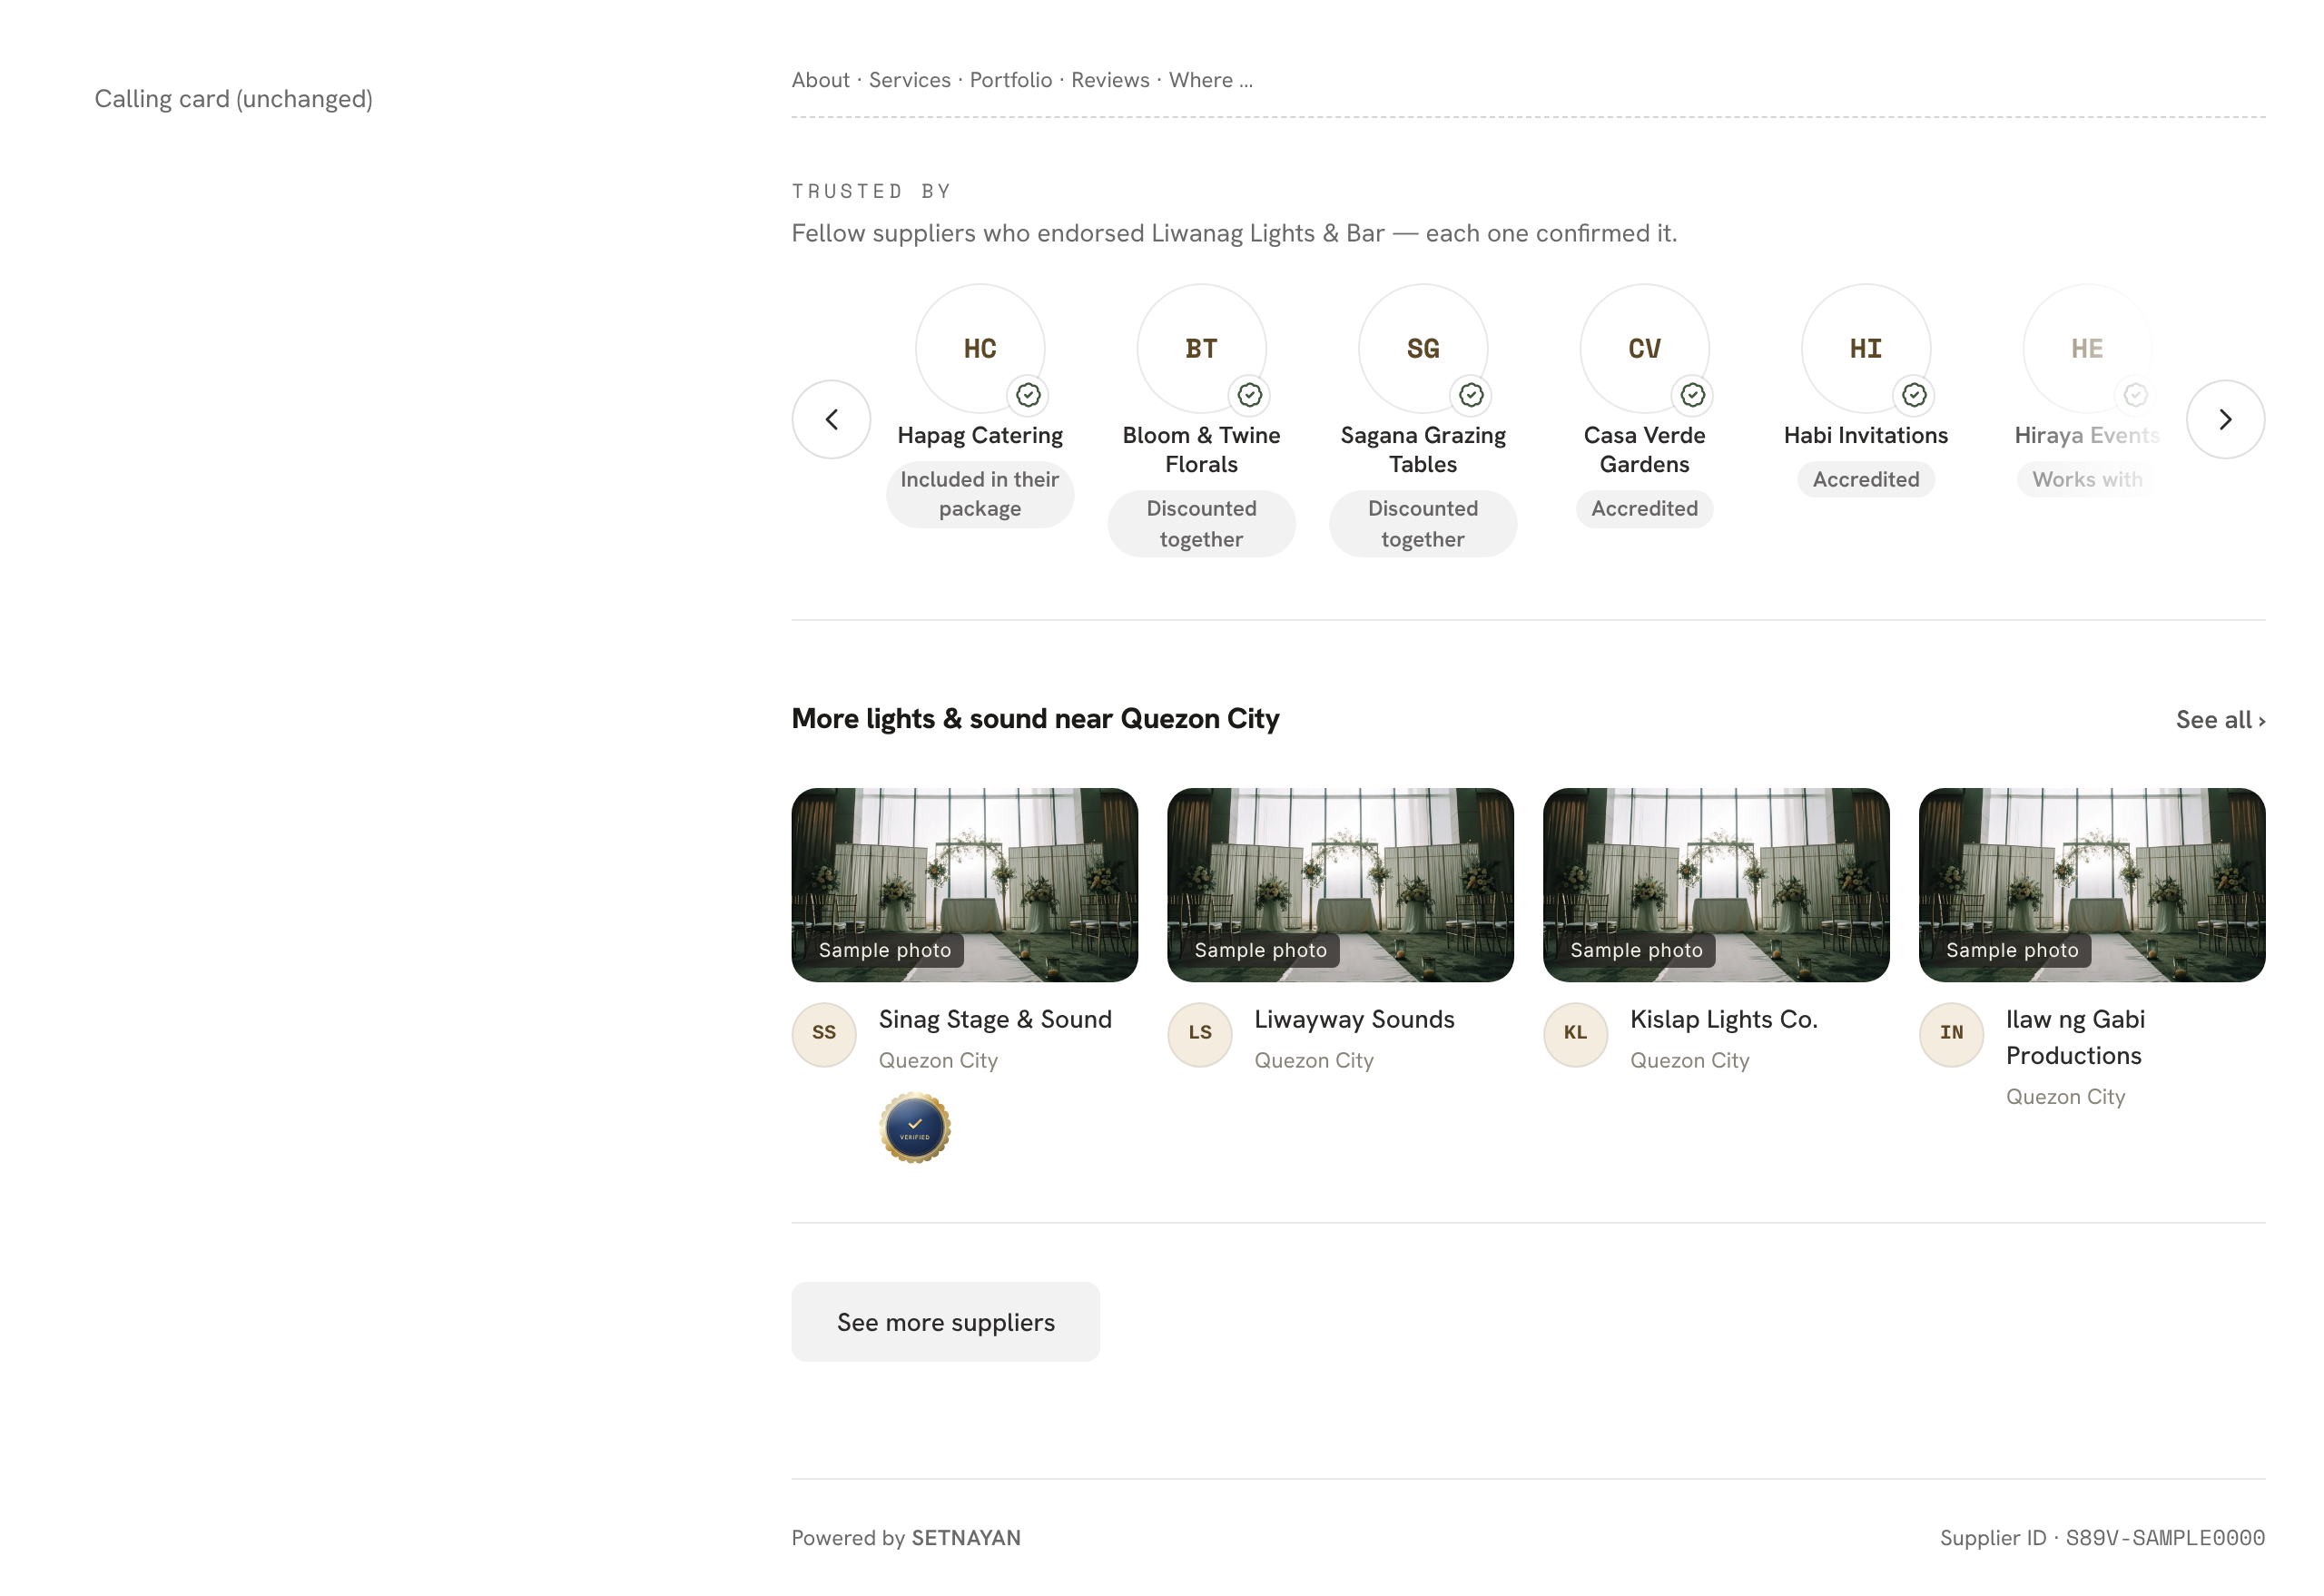 Calling card (unchanged)
About · Services · Portfolio · Reviews · Where ...
TRUSTED BY
Fellow suppliers who endorsed Liwanag Lights & Bar — each one confirmed it.
HC
Hapag Catering
Included in their
package
BT
Bloom & Twine
Florals
Discounted
together
SG
Sagana Grazing
Tables
Discounted
together
CV
Casa Verde
Gardens
Accredited
HI
Habi Invitations
Accredited
HE
Hiraya Events
Works with
More lights & sound near Quezon City
See all ›
Sample photo
SS
Sinag Stage & Sound
Quezon City
VERIFIED
Sample photo
LS
Liwayway Sounds
Quezon City
Sample photo
KL
Kislap Lights Co.
Quezon City
Sample photo
IN
Ilaw ng Gabi
Productions
Quezon City
See more suppliers
Powered by SETNAYAN
Supplier ID · S89V-SAMPLE0000